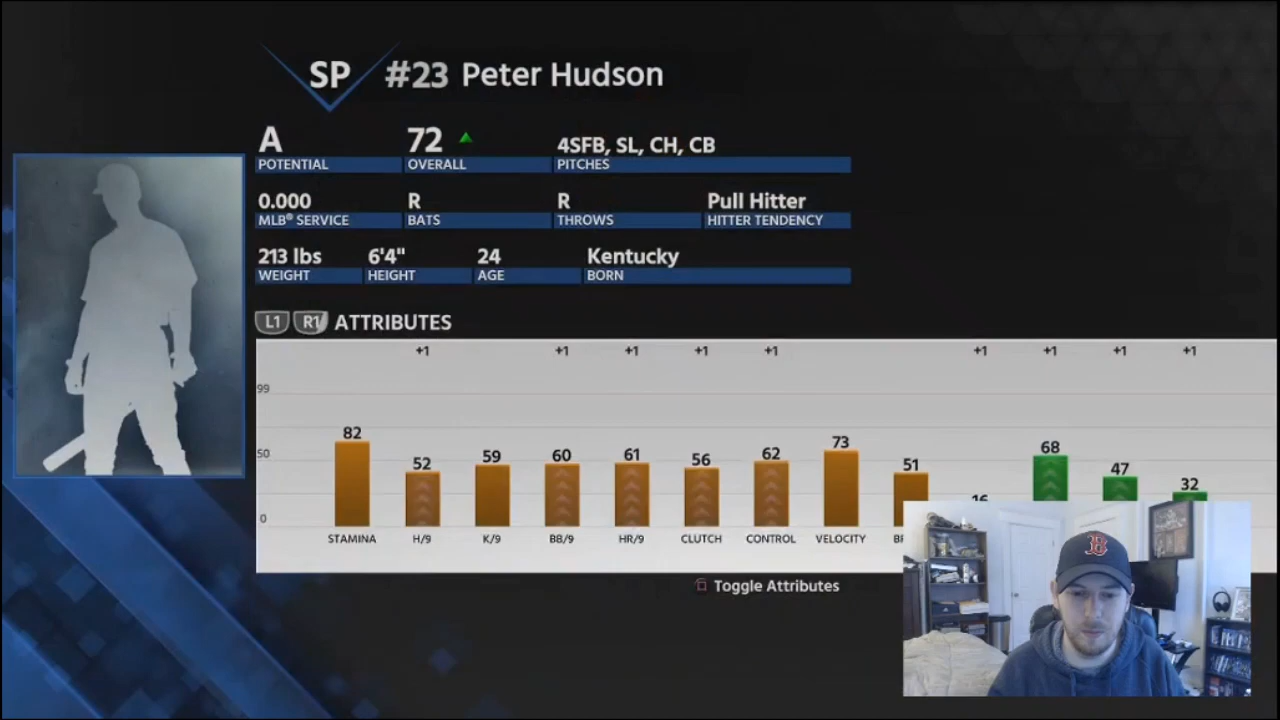 SP #23 Peter Hudson
A 72 4SFB, SL, CH, CB
POTENTIAL OVERALL PITCHES
0.000 R R Pull Hitter
MLB® SERVICE BATS THROWS HITTER TENDENCY
213 lbs 6'4" 24 Kentucky
WEIGHT HEIGHT AGE BORN
L1 R1 ATTRIBUTES
+1 +1 +1 +1 +1 +1 +1 +1 +1
99
50
0
82 52 59 60 61 56 62 73 51 16 68 47 32
STAMINA H/9 K/9 BB/9 HR/9 CLUTCH CONTROL VELOCITY
Toggle Attributes
B